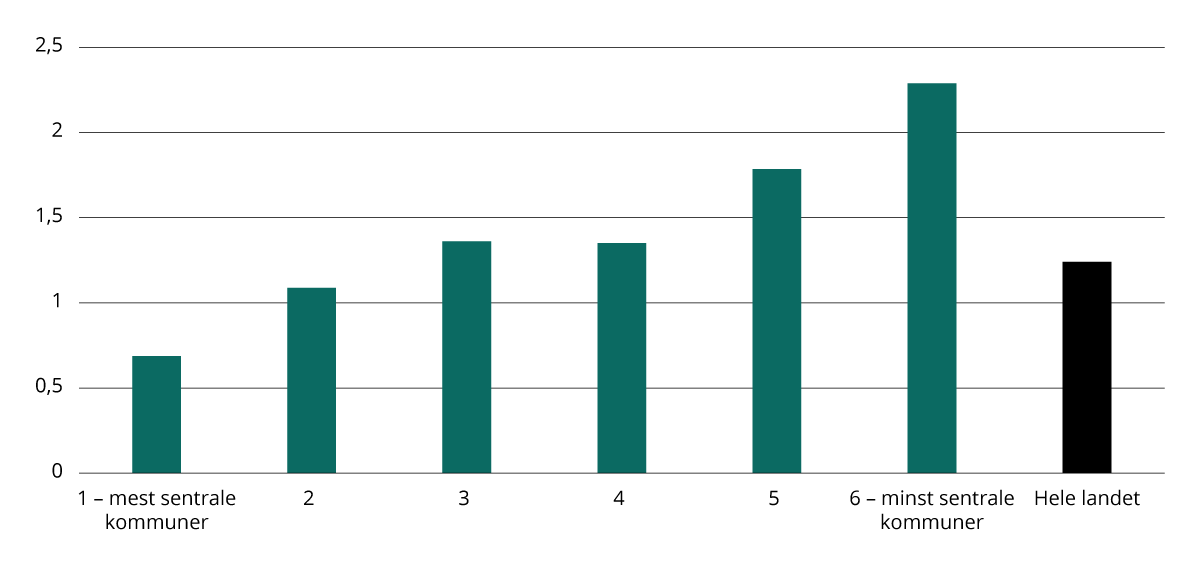 2,5
2
1,5
1
0,5
0
1 – mest sentrale
kommuner
2
3
4
5
6 – minst sentrale
kommuner
Hele landet